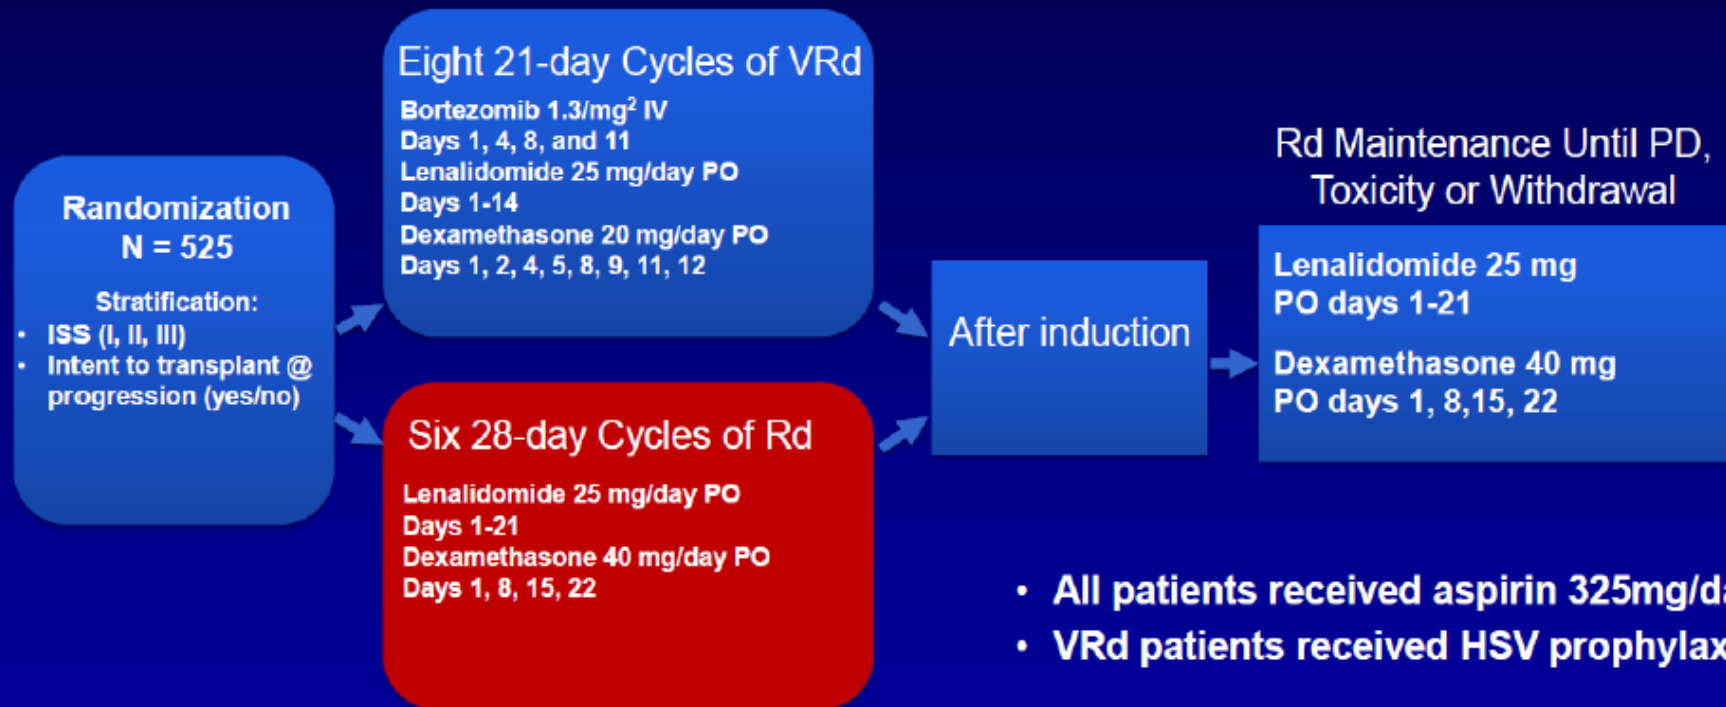 Randomization
N = 525
Stratification:
• ISS (I, II, III)
• Intent to transplant @
progression (yes/no)
Eight 21-day Cycles of VRd
Bortezomib 1.3/mg² IV
Days 1, 4, 8, and 11
Lenalidomide 25 mg/day PO
Days 1-14
Dexamethasone 20 mg/day PO
Days 1, 2, 4, 5, 8, 9, 11, 12
Six 28-day Cycles of Rd
Lenalidomide 25 mg/day PO
Days 1-21
Dexamethasone 40 mg/day PO
Days 1, 8, 15, 22
After induction
Rd Maintenance Until PD,
Toxicity or Withdrawal
Lenalidomide 25 mg
PO days 1-21
Dexamethasone 40 mg
PO days 1, 8,15, 22
• All patients received aspirin 325mg/da
• VRd patients received HSV prophylax